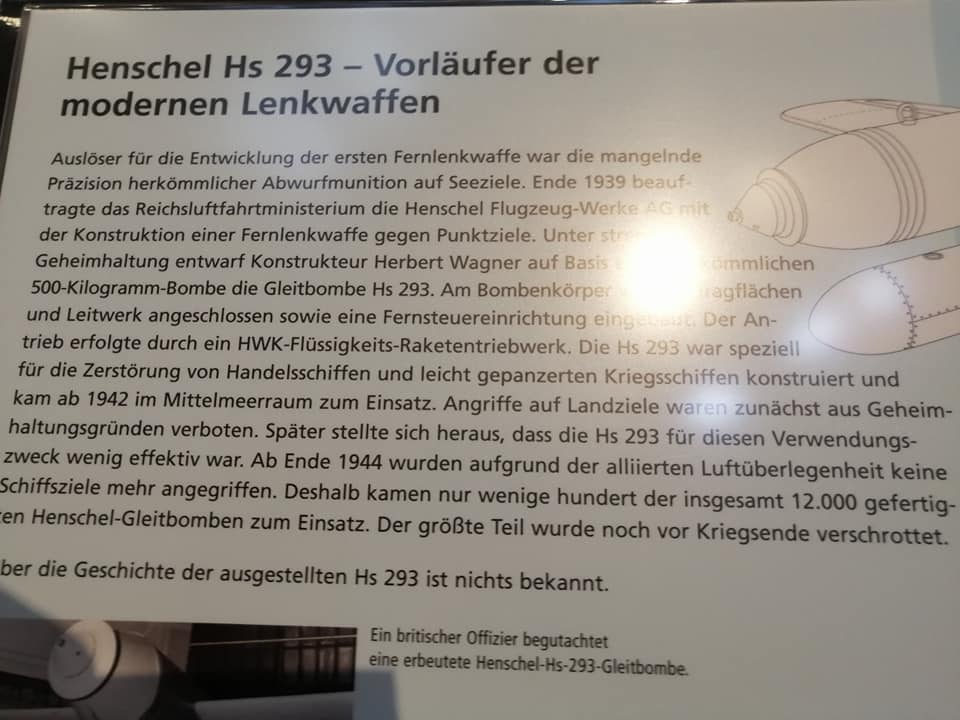 Henschel Hs 293 – Vorläufer der
modernen Lenkwaffen
Auslöser für die Entwicklung der ersten Fernlenkwaffe war die mangelnde
Präzision herkömmlicher Abwurfmunition auf Seeziele. Ende 1939 beauf-
tragte das Reichsluftfahrtministerium die Henschel Flugzeug-Werke AG mit
der Konstruktion einer Fernlenkwaffe gegen Punktziele. Unter
Geheimhaltung entwarf Konstrukteur Herbert Wagner auf Basis
500-Kilogramm-Bombe die Gleitbombe Hs 293. Am Bombenkörper
und Leitwerk angeschlossen sowie eine Fernsteuereinrichtung eingebaut. Der An-
trieb erfolgte durch ein HWK-Flüssigkeits-Raketentriebwerk. Die Hs 293 war speziell
für die Zerstörung von Handelsschiffen und leicht gepanzerten Kriegsschiffen konstruiert und
kam ab 1942 im Mittelmeerraum zum Einsatz. Angriffe auf Landziele waren zunächst aus Geheim-
haltungsgründen verboten. Später stellte sich heraus, dass die Hs 293 für diesen Verwendungs-
zweck wenig effektiv war. Ab Ende 1944 wurden aufgrund der alliierten Luftüberlegenheit keine
Schiffsziele mehr angegriffen. Deshalb kamen nur wenige hundert der insgesamt 12.000 gefertig-
ten Henschel-Gleitbomben zum Einsatz. Der größte Teil wurde noch vor Kriegsende verschrottet.
ber die Geschichte der ausgestellten Hs 293 ist nichts bekannt.
Ein britischer Offizier begutachtet
eine erbeutete Henschel-Hs-293-Gleitbombe.